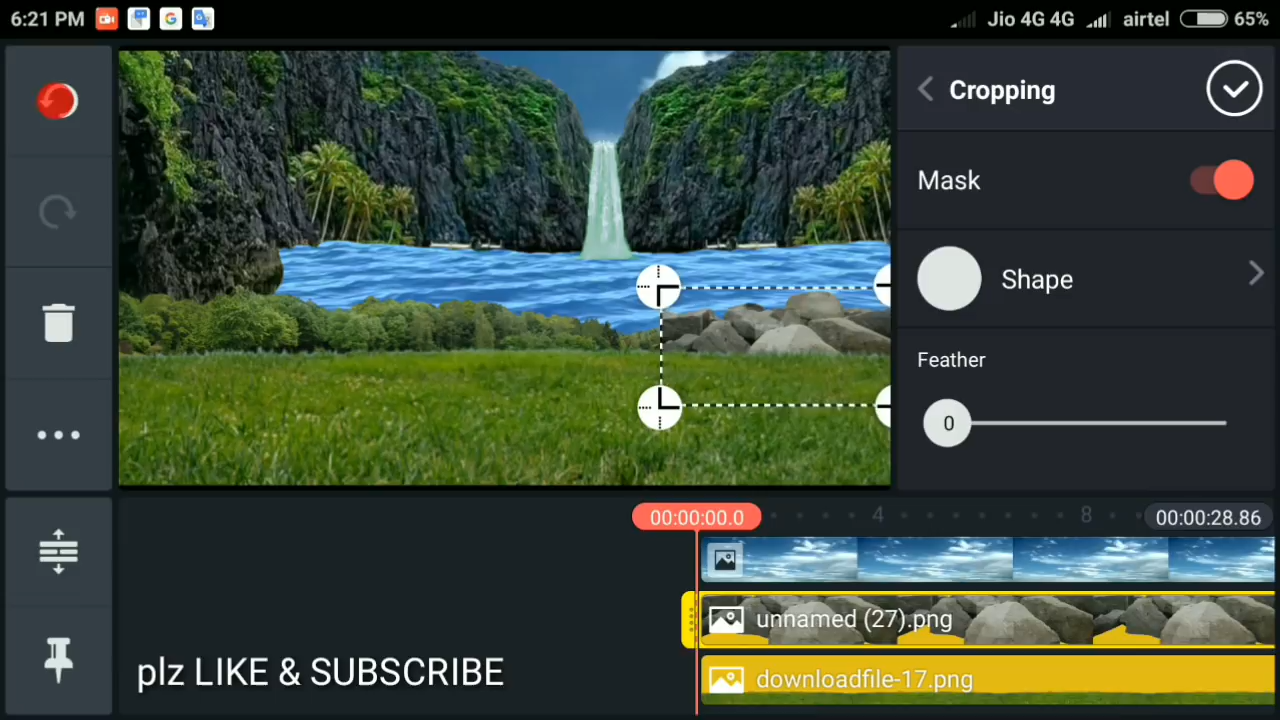 6:21 PM
Jio 4G 4G airtel 65%
Cropping
Mask
Shape
Feather
0
00:00:00.0 4 8 00:00:28.86
unnamed (27).png
downloadfile-17.png
plz LIKE & SUBSCRIBE